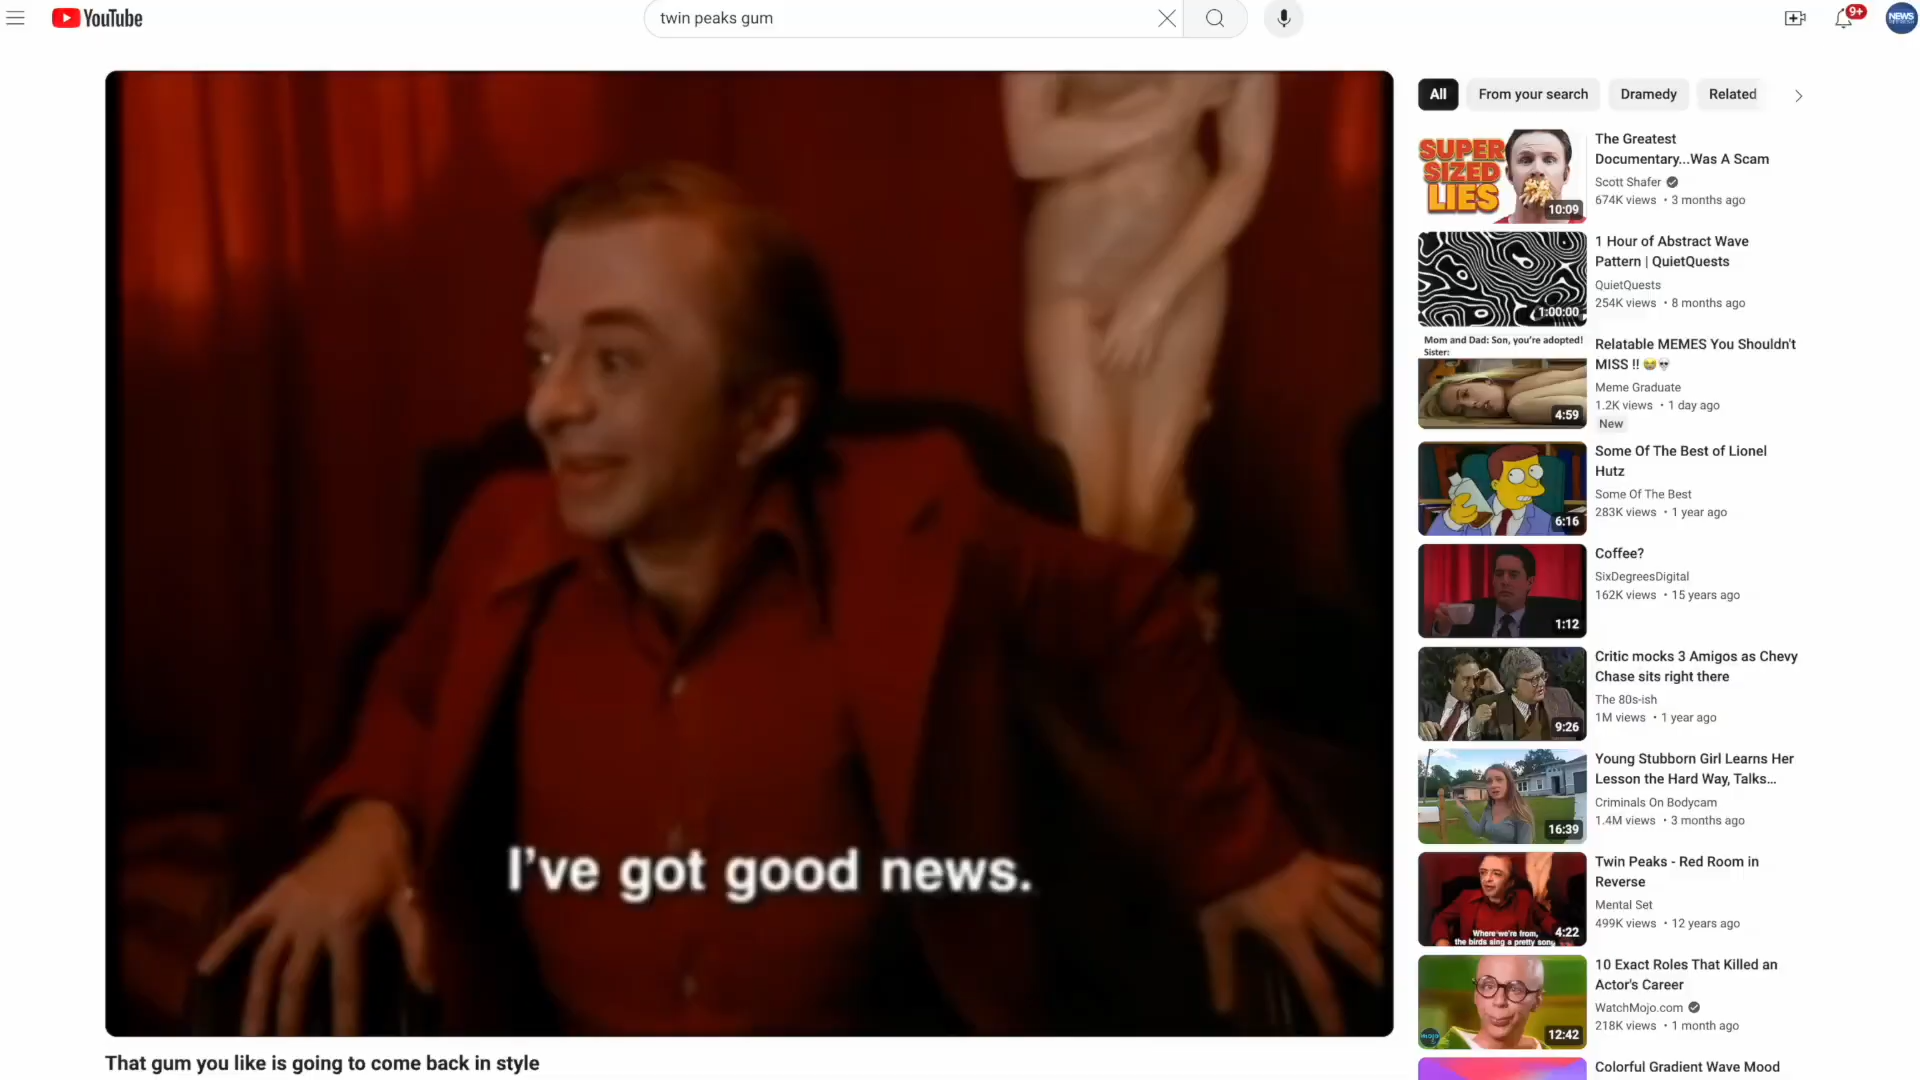 YouTube
twin peaks gum
9+
NEWS
I've got good news.
That gum you like is going to come back in style
All
From your search
Dramedy
Related
SUPER
SIZED
LIES
10:09
The Greatest
Documentary...Was A Scam
Scott Shafer
674K views • 3 months ago
1:00:00
1 Hour of Abstract Wave
Pattern | QuietQuests
QuietQuests
254K views • 8 months ago
Mom and Dad: Son, you're adopted!
Sister:
4:59
Relatable MEMES You Shouldn't
MISS !! 😂💀
Meme Graduate
1.2K views • 1 day ago
New
6:16
Some Of The Best of Lionel
Hutz
Some Of The Best
283K views • 1 year ago
1:12
Coffee?
SixDegreesDigital
162K views • 15 years ago
9:26
Critic mocks 3 Amigos as Chevy
Chase sits right there
The 80s-ish
1M views • 1 year ago
16:39
Young Stubborn Girl Learns Her
Lesson the Hard Way, Talks...
Criminals On Bodycam
1.4M views • 3 months ago
Where we're from,
the birds sing a pretty song
4:22
Twin Peaks - Red Room in
Reverse
Mental Set
499K views • 12 years ago
12:42
10 Exact Roles That Killed an
Actor's Career
WatchMojo.com
218K views • 1 month ago
Colorful Gradient Wave Mood